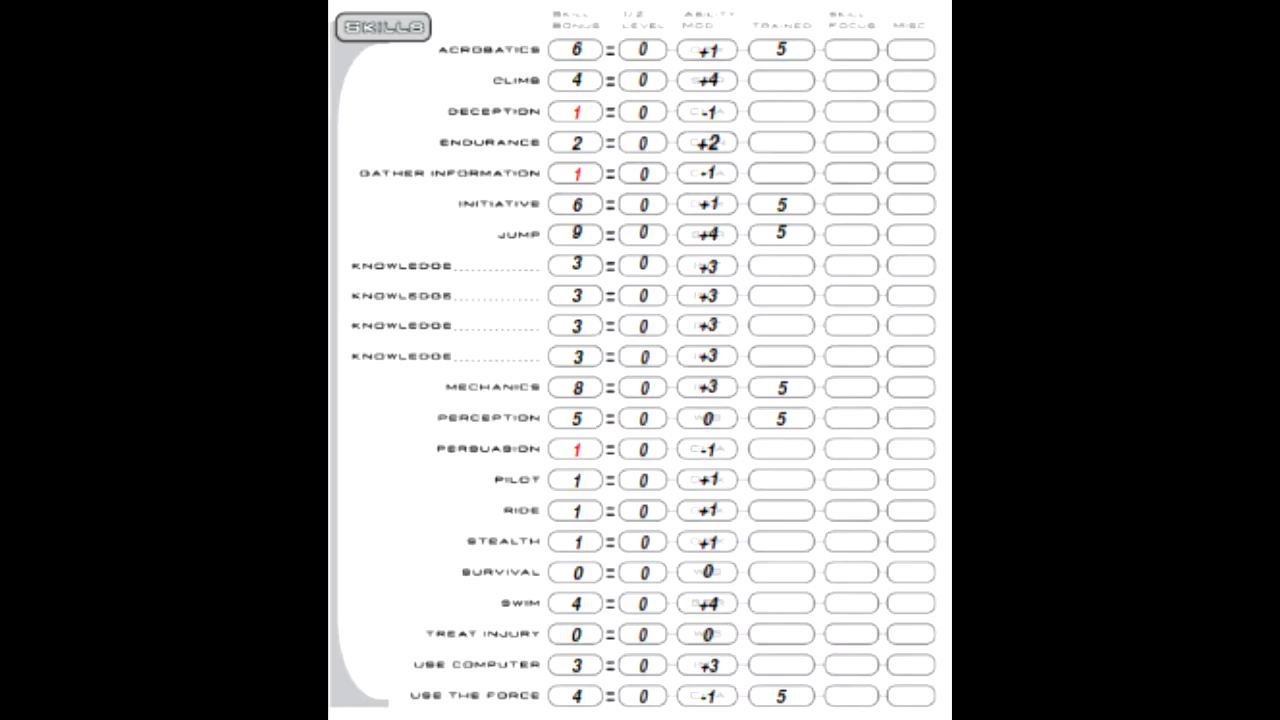 SKILLS
SKILL BONUS 1/2 LEVEL ABILITY MOD TRAINED SKILL FOCUS MISC
ACROBATICS 6 = 0 +1 5
CLIMB 4 = 0 +4
DECEPTION 1 = 0 -1
ENDURANCE 2 = 0 +2
GATHER INFORMATION 1 = 0 -1
INITIATIVE 6 = 0 +1 5
JUMP 9 = 0 +4 5
KNOWLEDGE 3 = 0 +3
KNOWLEDGE 3 = 0 +3
KNOWLEDGE 3 = 0 +3
KNOWLEDGE 3 = 0 +3
MECHANICS 8 = 0 +3 5
PERCEPTION 5 = 0 0 5
PERSUASION 1 = 0 -1
PILOT 1 = 0 +1
RIDE 1 = 0 +1
STEALTH 1 = 0 +1
SURVIVAL 0 = 0 0
SWIM 4 = 0 +4
TREAT INJURY 0 = 0 0
USE COMPUTER 3 = 0 +3
USE THE FORCE 4 = 0 -1 5